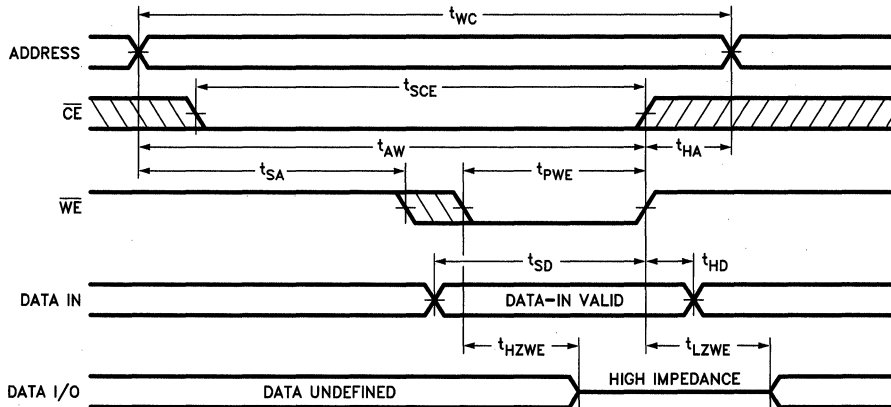 tWC
ADDRESS
tSCE
CE
tAW
tHA
tSA
tPWE
WE
tSD
tHD
DATA IN
DATA-IN VALID
tHZWE
tLZWE
DATA I/O
DATA UNDEFINED
HIGH IMPEDANCE